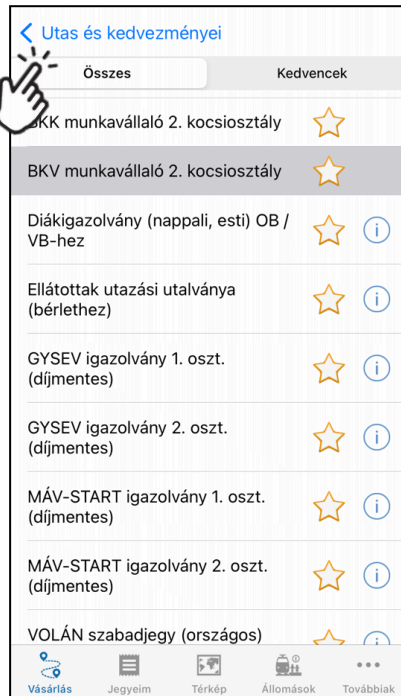 Utas és kedvezményei
Összes
Kedvencek
BKK munkavállaló 2. kocsiosztály
BKV munkavállaló 2. kocsiosztály
Diákigazolvány (nappali, esti) OB /
VB-hez
Ellátottak utazási utalványa
(bérlethez)
GYSEV igazolvány 1. oszt.
(díjmentes)
GYSEV igazolvány 2. oszt.
(díjmentes)
MÁV-START igazolvány 1. oszt.
(díjmentes)
MÁV-START igazolvány 2. oszt.
(díjmentes)
VOLÁN szabadjegy (országos)
Vásárlás
Jegyeim
Térkép
Állomások
Továbbiak